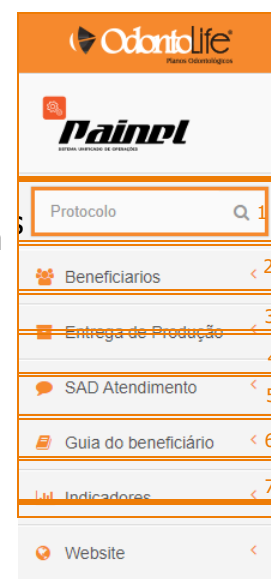 OdontoLife
Planos Odontológicos
Painel
SISTEMA UNIFICADO DE OPERAÇÕES
Protocolo 1
Beneficiarios 2
Entrega de Produção 3
4
SAD Atendimento 5
Guia do beneficiário 6
Indicadores 7
Website